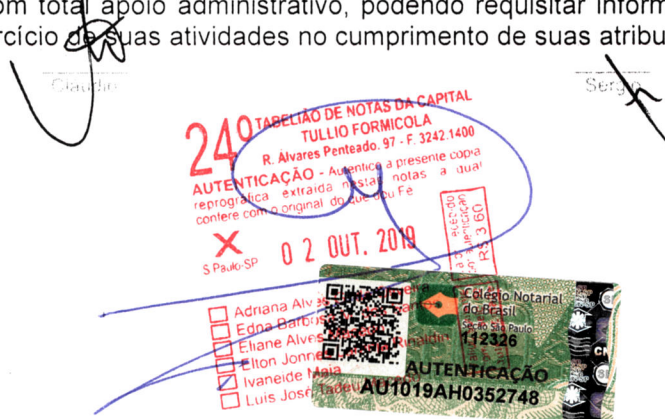 om total apoio administrativo, podendo requisitar inform
rcício de suas atividades no cumprimento de suas atribu
Claudio
Sergio
24º TABELIÃO DE NOTAS DA CAPITAL
TULLIO FORMICOLA
R. Álvares Penteado, 97 - F. 3242.1400
AUTENTICAÇÃO - Autentico a presente cópia
reprográfica extraída nestas notas a qual
confere com o original do que dou Fé
X
S.Paulo-SP
02 OUT. 2019
R$ 3,60
Adriana Alves
Edna Barbosa
Eliane Alves
Elton Jonne Rinaldin
Ivaneide Maia
Luis José Tadeu
Colégio Notarial
do Brasil
Seção São Paulo
112326
AUTENTICAÇÃO
AU1019AH0352748